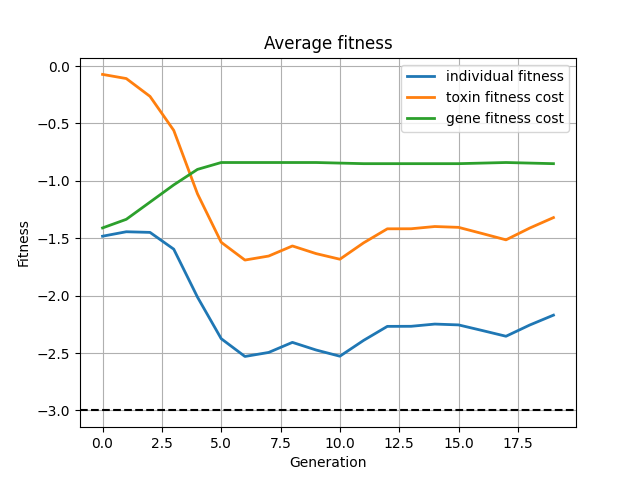 Average fitness
individual fitness
toxin fitness cost
gene fitness cost
Fitness
0.0
−0.5
−1.0
−1.5
−2.0
−2.5
−3.0
0.0 2.5 5.0 7.5 10.0 12.5 15.0 17.5
Generation